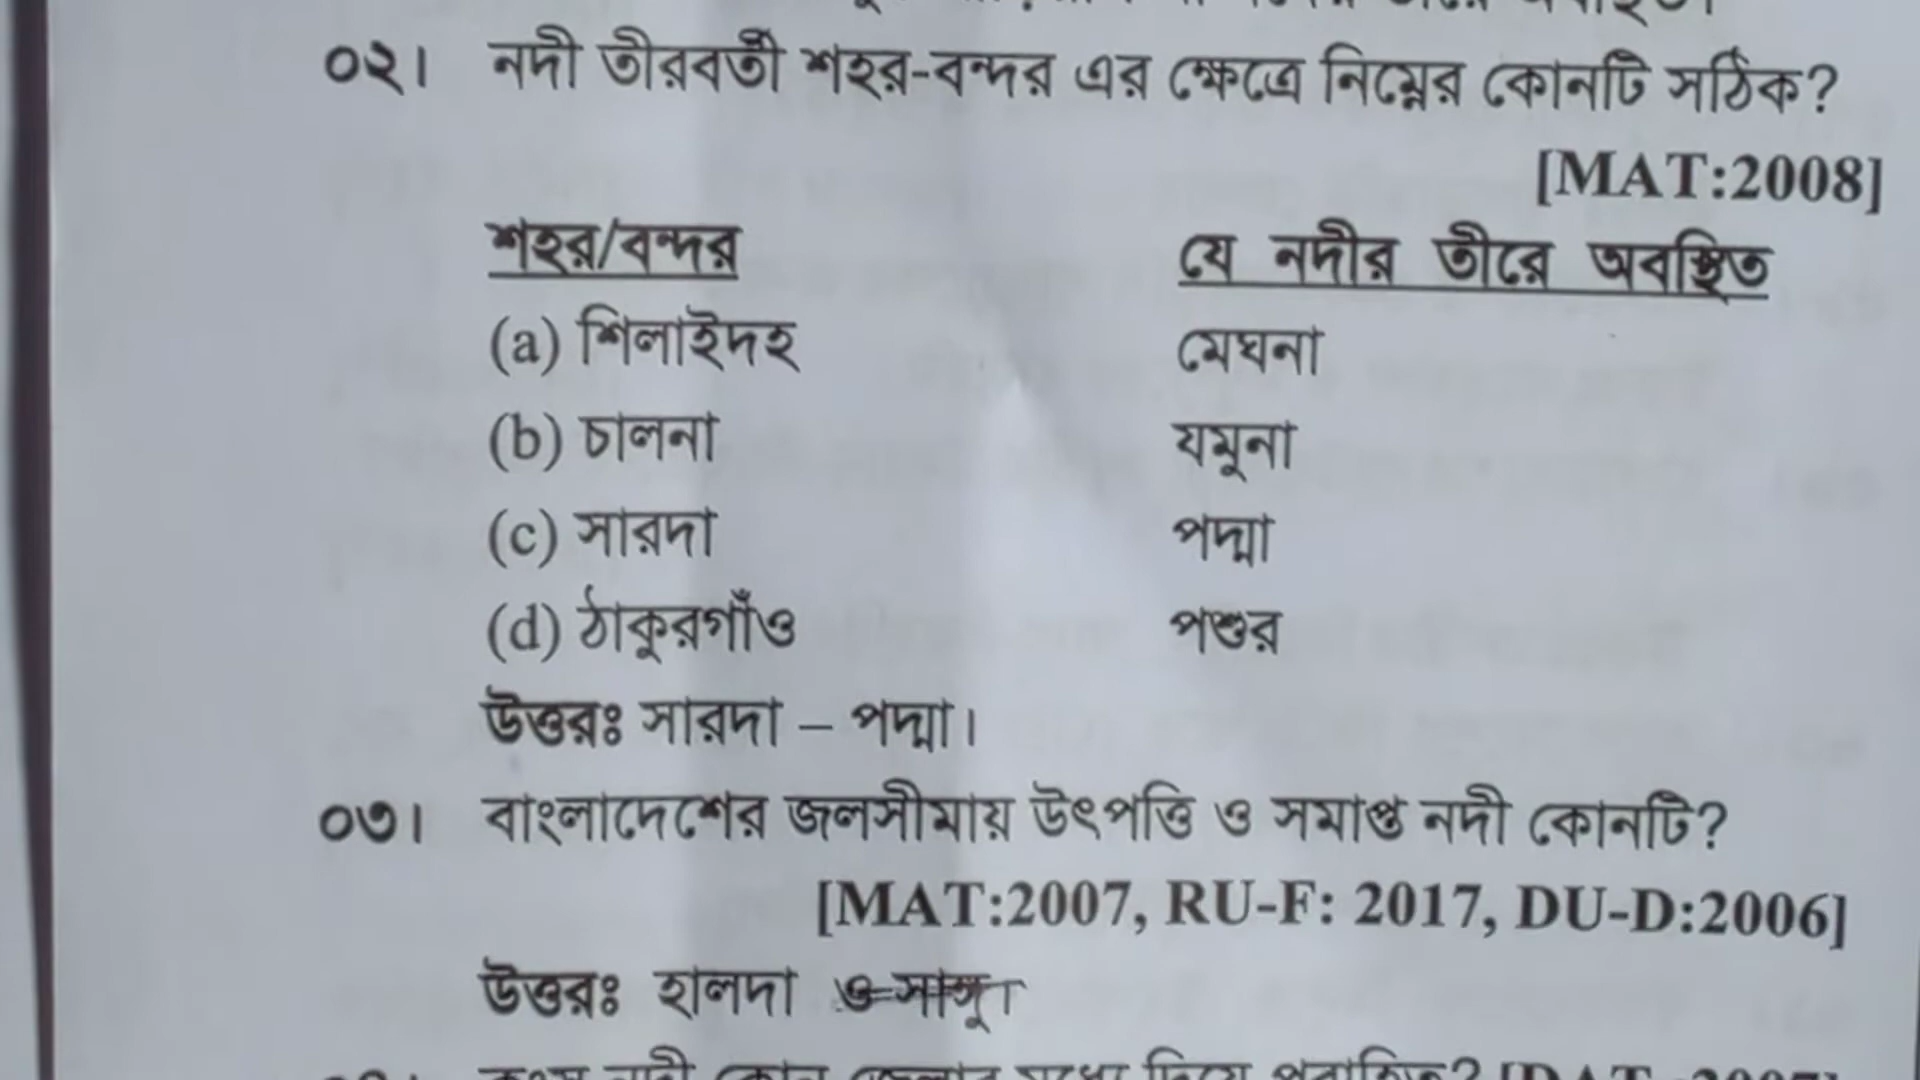 ০২। নদী তীরবর্তী শহর-বন্দর এর ক্ষেত্রে নিম্নের কোনটি সঠিক?
[MAT:2008]
শহর/বন্দর যে নদীর তীরে অবস্থিত
(a) শিলাইদহ মেঘনা
(b) চালনা যমুনা
(c) সারদা পদ্মা
(d) ঠাকুরগাঁও পশুর
উত্তরঃ সারদা – পদ্মা।
০৩। বাংলাদেশের জলসীমায় উৎপত্তি ও সমাপ্ত নদী কোনটি?
[MAT:2007, RU-F: 2017, DU-D:2006]
উত্তরঃ হালদা ও সাঙ্গু।